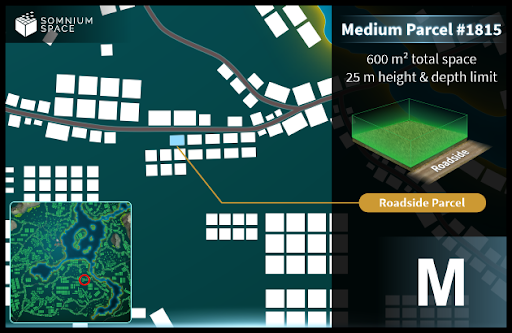 SOMNIUM
SPACE
Medium Parcel #1815
600 m² total space
25 m height & depth limit
Roadside
Roadside Parcel
M